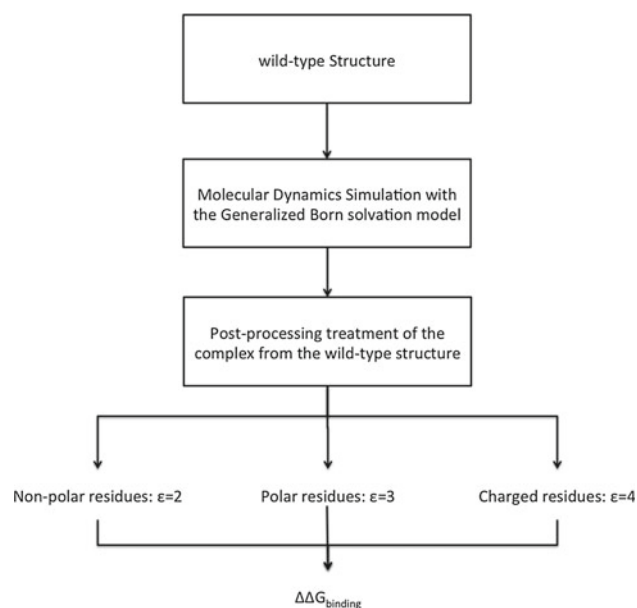 wild-type Structure
Molecular Dynamics Simulation with
the Generalized Born solvation model
Post-processing treatment of the
complex from the wild-type structure
Non-polar residues: ε=2
Polar residues: ε=3
Charged residues: ε=4
ΔΔGbinding